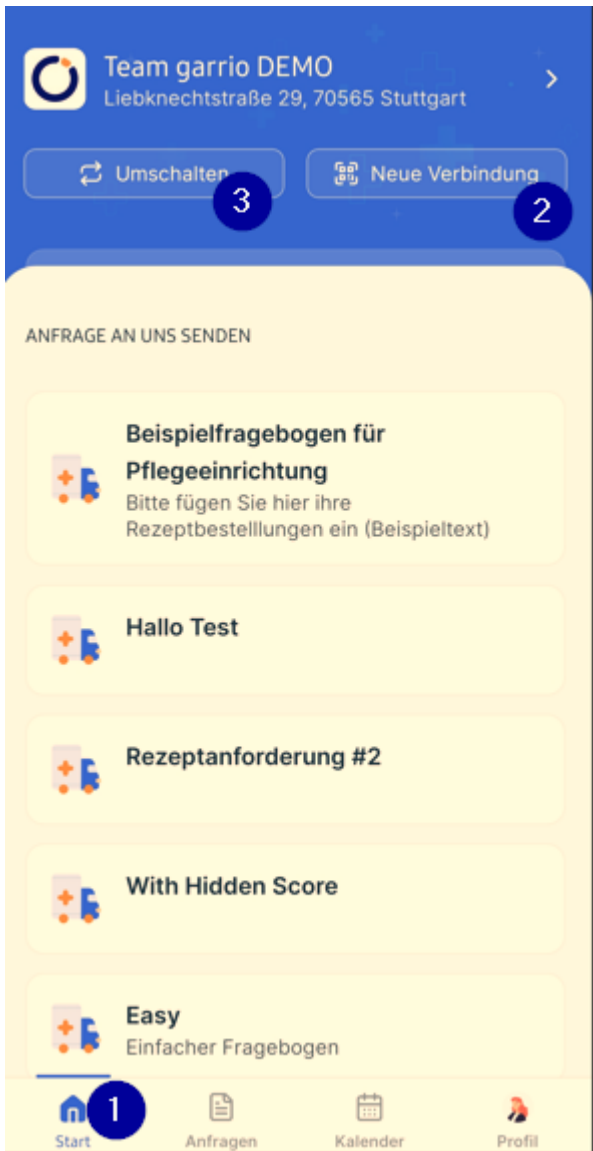 Team garrio DEMO
Liebknechtstraße 29, 70565 Stuttgart
Umschalten
3
Neue Verbindung
2
ANFRAGE AN UNS SENDEN
Beispielfragebogen für
Pflegeeinrichtung
Bitte fügen Sie hier ihre
Rezeptbestelllungen ein (Beispieltext)
Hallo Test
Rezeptanforderung #2
With Hidden Score
Easy
Einfacher Fragebogen
1
Start
Anfragen
Kalender
Profil